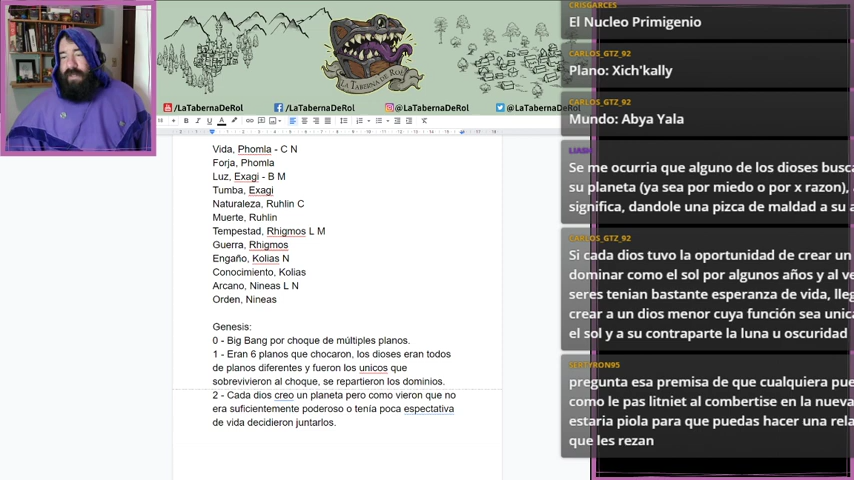 LA TABERNA DE ROL
/LaTabernaDeRol
/LaTabernaDeRol
@LaTabernaDeRol
@LaTabernaDeRol
Vida, Phomla - C N
Forja, Phomla
Luz, Exagi - B M
Tumba, Exagi
Naturaleza, Ruhlin C
Muerte, Ruhlin
Tempestad, Rhigmos L M
Guerra, Rhigmos
Engaño, Kolias N
Conocimiento, Kolias
Arcano, Nineas L N
Orden, Nineas
Genesis:
0 - Big Bang por choque de múltiples planos.
1 - Eran 6 planos que chocaron, los dioses eran todos
de planos diferentes y fueron los unicos que
sobrevivieron al choque, se repartieron los dominios.
2 - Cada dios creo un planeta pero como vieron que no
era suficientemente poderoso o tenía poca espectativa
de vida decidieron juntarlos.
CRISGARCES
El Nucleo Primigenio
CARLOS_GTZ_92
Plano: Xich'kally
CARLOS_GTZ_92
Mundo: Abya Yala
Se me ocurria que alguno de los dioses busca
su planeta (ya sea por miedo o por x razon),
significa, dandole una pizca de maldad a su
CARLOS_GTZ_92
Si cada dios tuvo la oportunidad de crear un
dominar como el sol por algunos años y al
seres tenian bastante esperanza de vida,
crear a un dios menor cuya función sea
el sol y a su contraparte la luna u oscuridad
pregunta esa premisa de que cualquiera
como le pas litniet al combertise en la nueva
estaria piola para que puedas hacer una
que les rezan